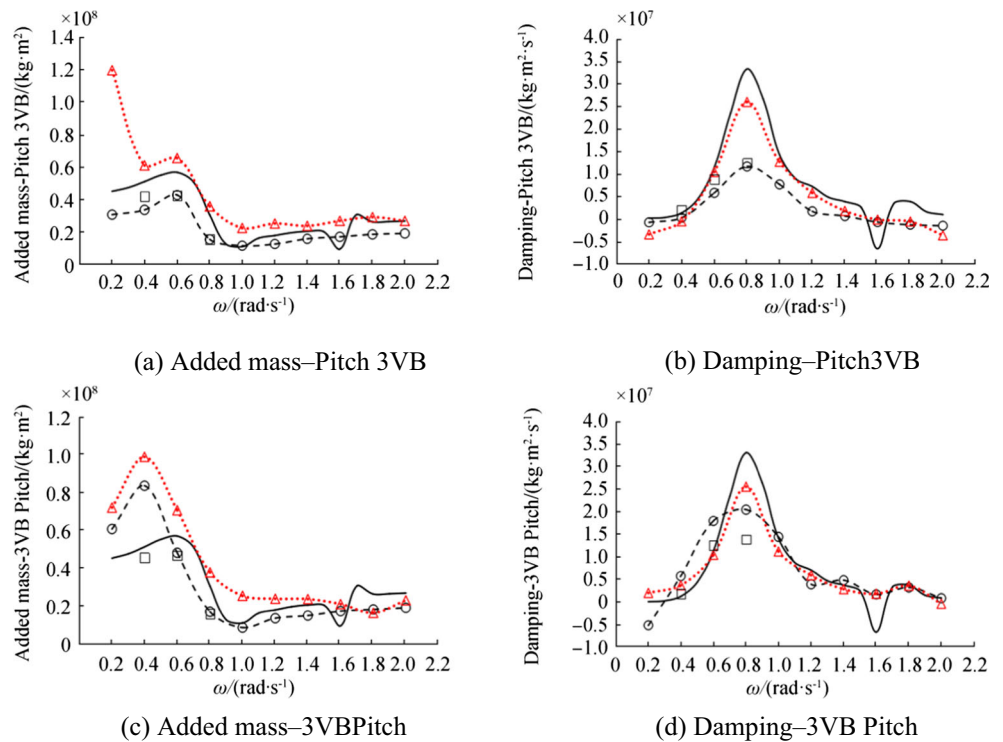 ×10⁸
Added mass–Pitch 3VB/(kg·m²)
1.4
1.2
1.0
0.8
0.6
0.4
0.2
0
0.2 0.4 0.6 0.8 1.0 1.2 1.4 1.6 1.8 2.0 2.2
ω/(rad·s⁻¹)
(a) Added mass–Pitch 3VB
×10⁷
Damping-Pitch 3VB/(kg·m²·s⁻¹)
4.0
3.5
3.0
2.5
2.0
1.5
1.0
0.5
0
−0.5
−1.0
0 0.2 0.4 0.6 0.8 1.0 1.2 1.4 1.6 1.8 2.0 2.2
ω/(rad·s⁻¹)
(b) Damping–Pitch3VB
×10⁸
Added mass-3VB Pitch/(kg·m²)
1.2
1.0
0.8
0.6
0.4
0.2
0
0.2 0.4 0.6 0.8 1.0 1.2 1.4 1.6 1.8 2.0 2.2
ω/(rad·s⁻¹)
(c) Added mass–3VBPitch
×10⁷
Damping-3VB Pitch/(kg·m²·s⁻¹)
4.0
3.5
3.0
2.5
2.0
1.5
1.0
0.5
0
−0.5
−1.0
0 0.2 0.4 0.6 0.8 1.0 1.2 1.4 1.6 1.8 2.0 2.2
ω/(rad·s⁻¹)
(d) Damping–3VB Pitch